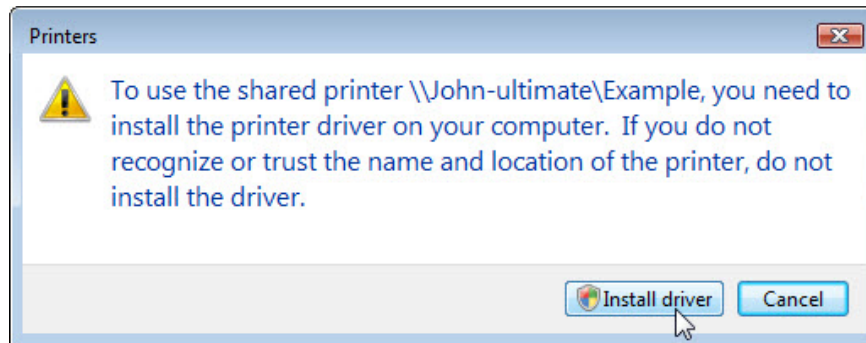 Printers
To use the shared printer \\John-ultimate\Example, you need to
install the printer driver on your computer.  If you do not
recognize or trust the name and location of the printer, do not
install the driver.
Install driver
Cancel